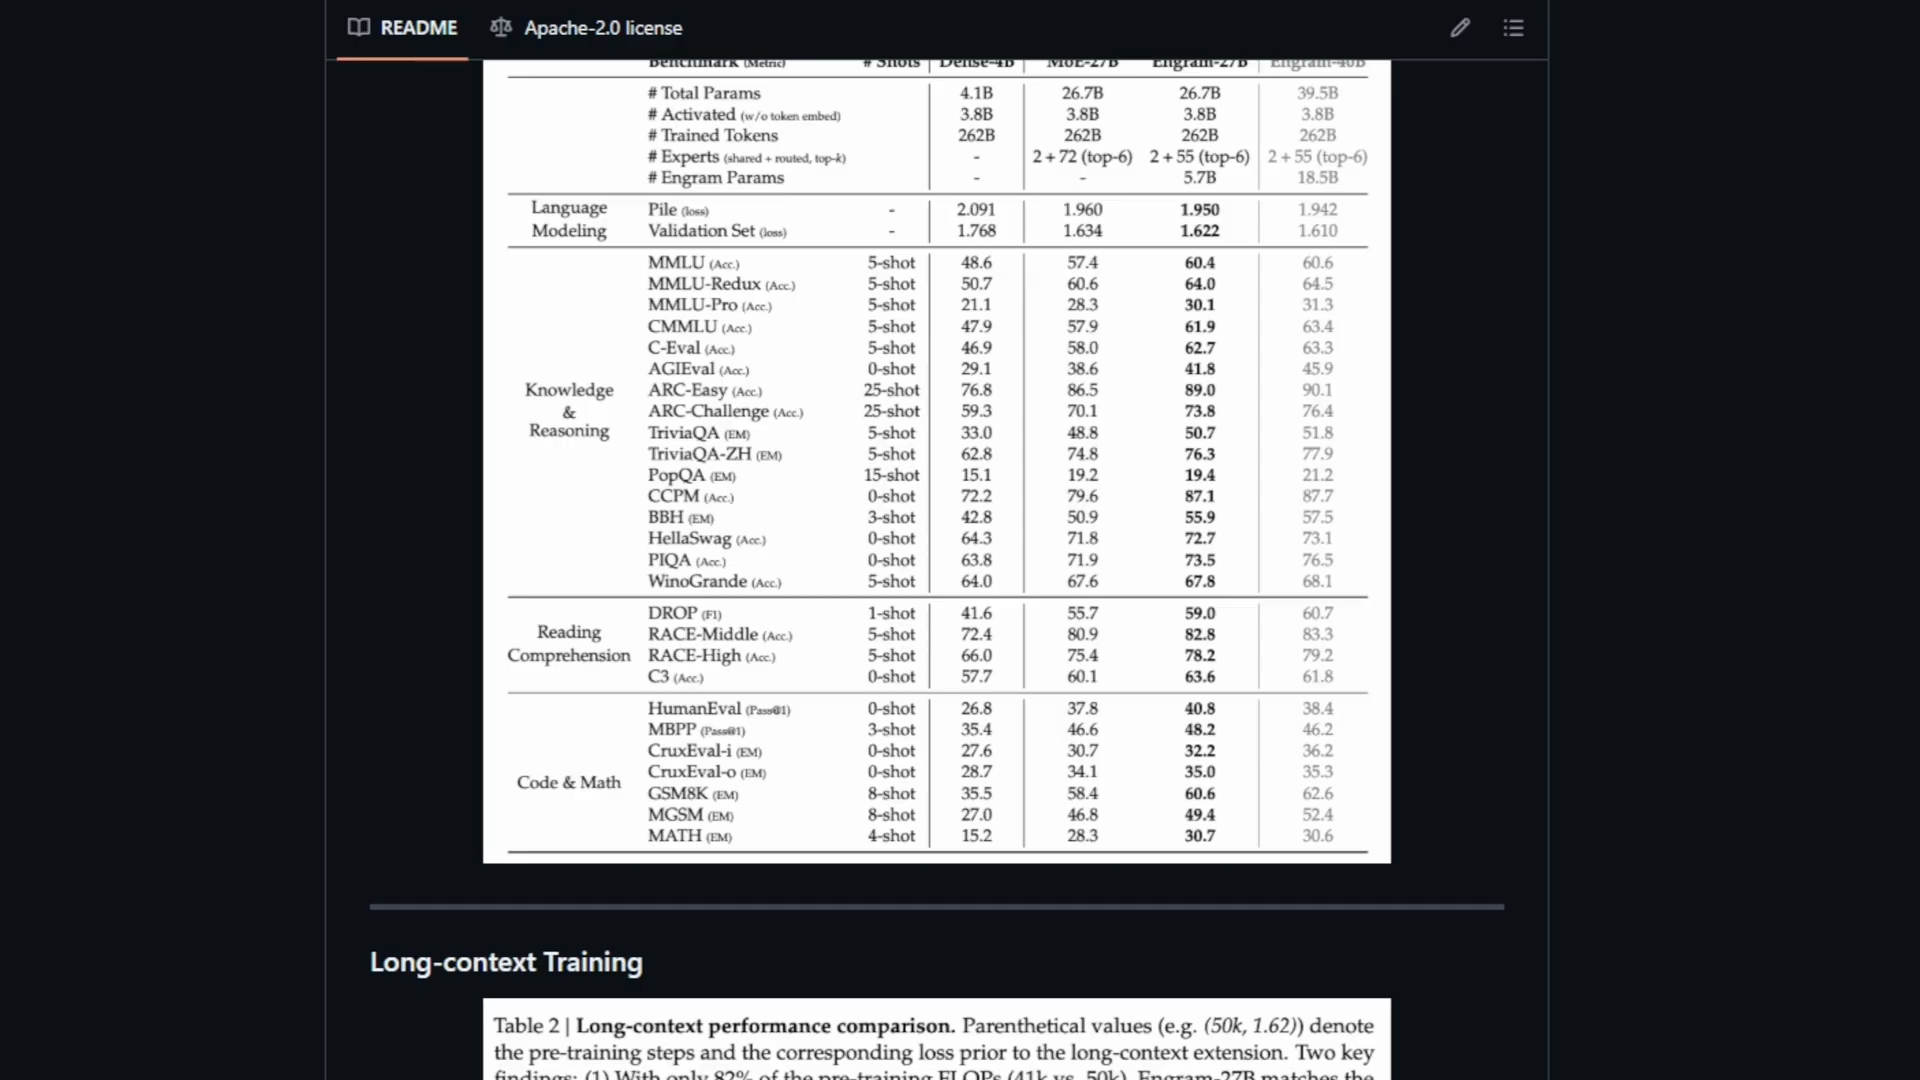 README Apache-2.0 license
Benchmark (Metric) # Shots Dense-4B MoE-27B Engram-27B Engram-40B
# Total Params 4.1B 26.7B 26.7B 39.5B
# Activated (w/o token embed) 3.8B 3.8B 3.8B 3.8B
# Trained Tokens 262B 262B 262B 262B
# Experts (shared + routed, top-k) - 2 + 72 (top-6) 2 + 55 (top-6) 2 + 55 (top-6)
# Engram Params - - 5.7B 18.5B
Language Modeling
Pile (loss) - 2.091 1.960 1.950 1.942
Validation Set (loss) - 1.768 1.634 1.622 1.610
Knowledge & Reasoning
MMLU (Acc.) 5-shot 48.6 57.4 60.4 60.6
MMLU-Redux (Acc.) 5-shot 50.7 60.6 64.0 64.5
MMLU-Pro (Acc.) 5-shot 21.1 28.3 30.1 31.3
CMMLU (Acc.) 5-shot 47.9 57.9 61.9 63.4
C-Eval (Acc.) 5-shot 46.9 58.0 62.7 63.3
AGIEval (Acc.) 0-shot 29.1 38.6 41.8 45.9
ARC-Easy (Acc.) 25-shot 76.8 86.5 89.0 90.1
ARC-Challenge (Acc.) 25-shot 59.3 70.1 73.8 76.4
TriviaQA (EM) 5-shot 33.0 48.8 50.7 51.8
TriviaQA-ZH (EM) 5-shot 62.8 74.8 76.3 77.9
PopQA (EM) 15-shot 15.1 19.2 19.4 21.2
CCPM (Acc.) 0-shot 72.2 79.6 87.1 87.7
BBH (EM) 3-shot 42.8 50.9 55.9 57.5
HellaSwag (Acc.) 0-shot 64.3 71.8 72.7 73.1
PIQA (Acc.) 0-shot 63.8 71.9 73.5 76.5
WinoGrande (Acc.) 5-shot 64.0 67.6 67.8 68.1
Reading Comprehension
DROP (F1) 1-shot 41.6 55.7 59.0 60.7
RACE-Middle (Acc.) 5-shot 72.4 80.9 82.8 83.3
RACE-High (Acc.) 5-shot 66.0 75.4 78.2 79.2
C3 (Acc.) 0-shot 57.7 60.1 63.6 61.8
Code & Math
HumanEval (Pass@1) 0-shot 26.8 37.8 40.8 38.4
MBPP (Pass@1) 3-shot 35.4 46.6 48.2 46.2
CruxEval-i (EM) 0-shot 27.6 30.7 32.2 36.2
CruxEval-o (EM) 0-shot 28.7 34.1 35.0 35.3
GSM8K (EM) 8-shot 35.5 58.4 60.6 62.6
MGSM (EM) 8-shot 27.0 46.8 49.4 52.4
MATH (EM) 4-shot 15.2 28.3 30.7 30.6
Long-context Training
Table 2 | Long-context performance comparison. Parenthetical values (e.g. (50k, 1.62)) denote
the pre-training steps and the corresponding loss prior to the long-context extension. Two key
findings: (1) With only 82% of the pre-training FLOPs (41k vs. 50k), Engram-27B matches the